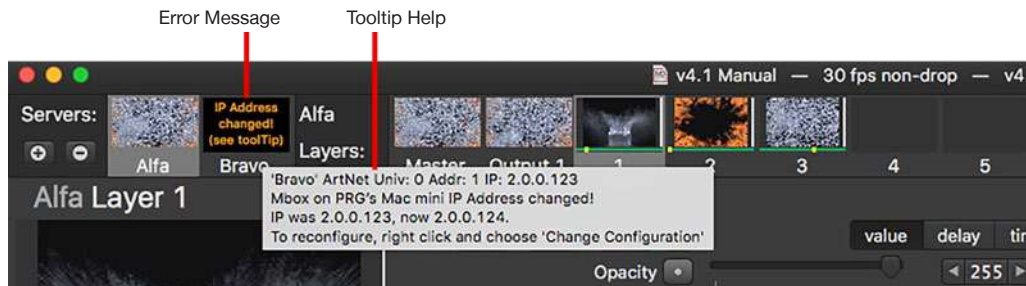 Error Message Tooltip Help
v4.1 Manual — 30 fps non-drop — v4
Servers:
IP Address
changed!
(see toolTip)
Alfa
Layers:
Alfa Bravo Master Output 1 1 2 3 4 5
'Bravo' ArtNet Univ: 0 Addr: 1 IP: 2.0.0.123
Mbox on PRG's Mac mini IP Address changed!
IP was 2.0.0.123, now 2.0.0.124.
To reconfigure, right click and choose 'Change Configuration'
Alfa Layer 1
value delay
Opacity 255